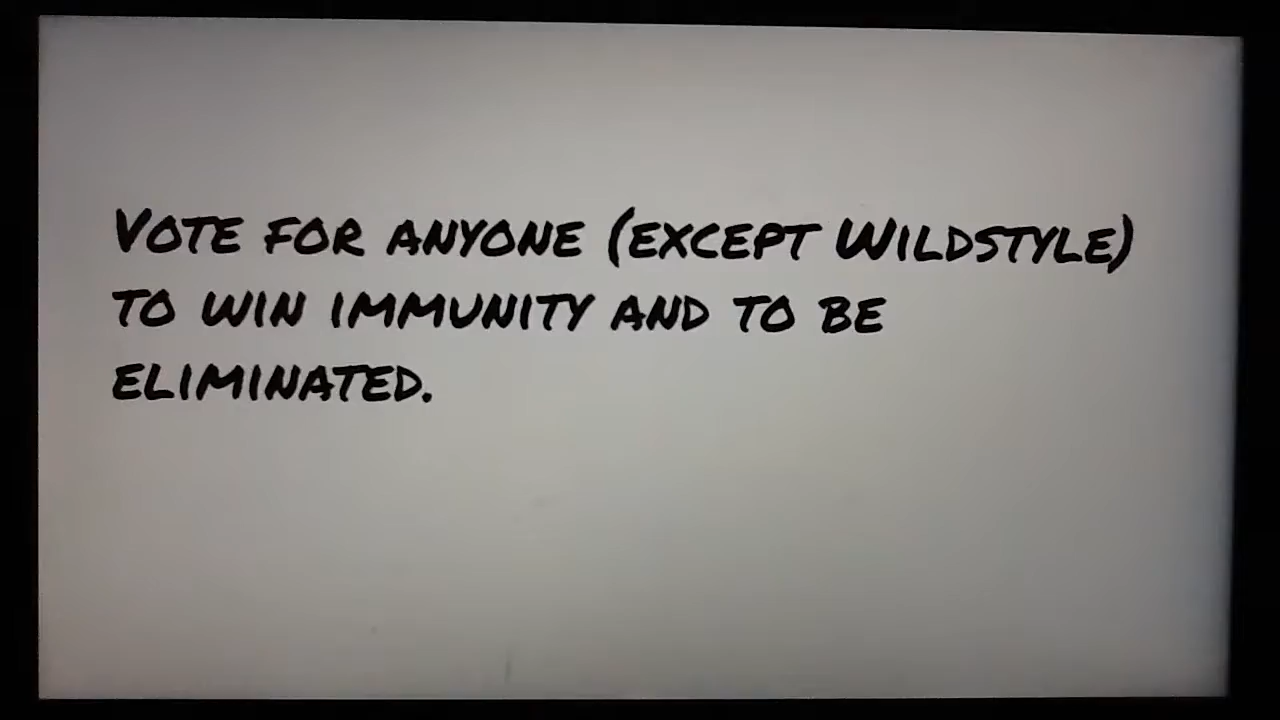 Vote for anyone (except Wildstyle)
to win immunity and to be
eliminated.